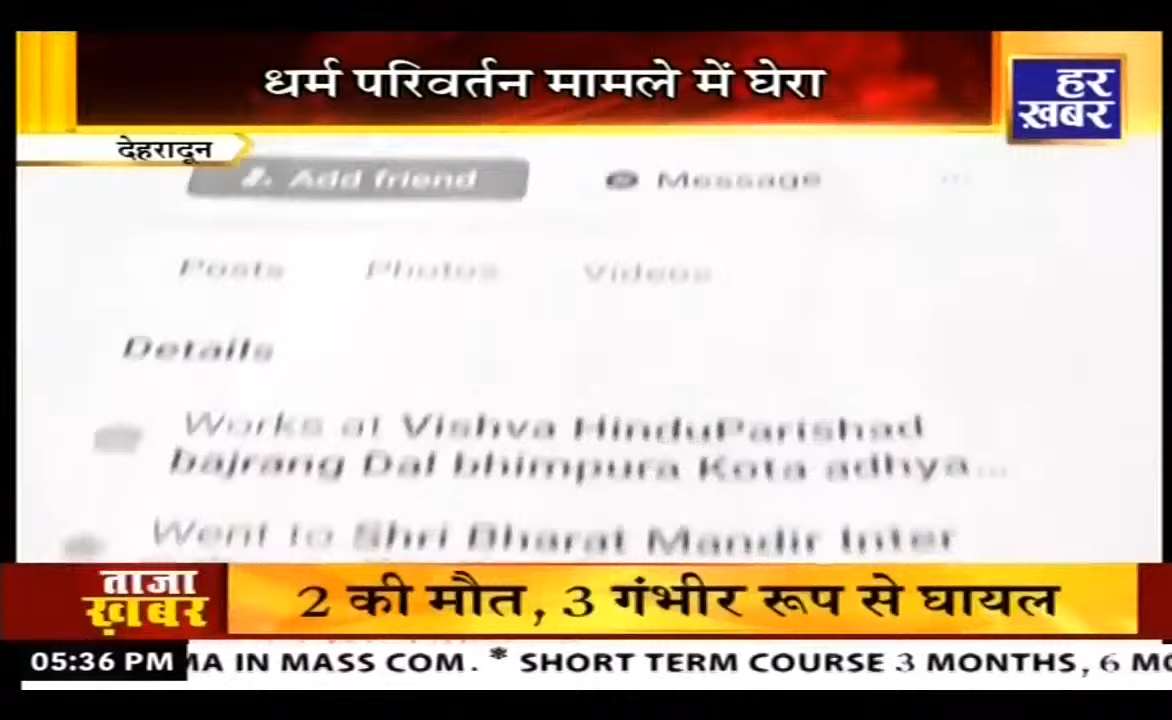 धर्म परिवर्तन मामले में घेरा
हर
ख़बर
देहरादून
Add friend
Message
Posts Photos Videos
Details
Works at Vishva HinduParishad
bajrang Dal bhimpura Kota adhya...
Went to Shri Bharat Mandir Inter
ताजा
ख़बर
2 की मौत, 3 गंभीर रूप से घायल
05:36 PM MA IN MASS COM. * SHORT TERM COURSE 3 MONTHS, 6 MO